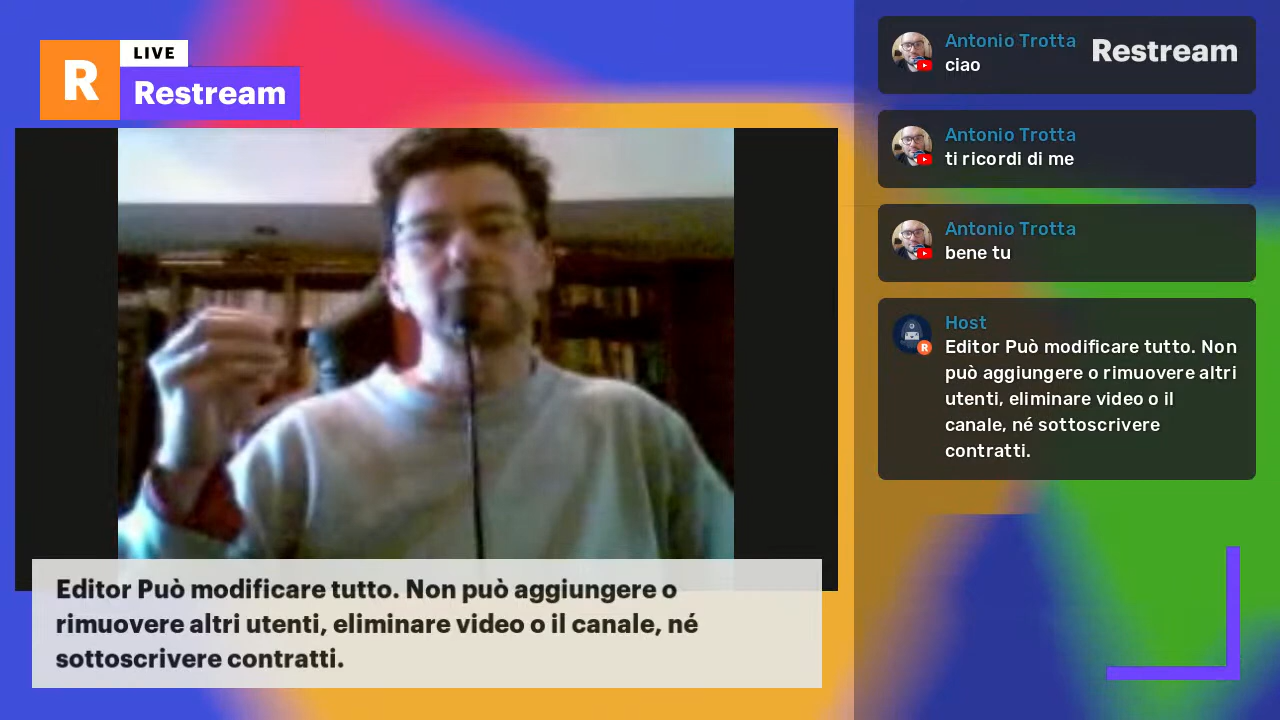 R
LIVE
Restream
Antonio Trotta
ciao
Restream
Antonio Trotta
ti ricordi di me
Antonio Trotta
bene tu
Host
R
Editor Può modificare tutto. Non
può aggiungere o rimuovere altri
utenti, eliminare video o il
canale, né sottoscrivere
contratti.
Editor Può modificare tutto. Non può aggiungere o
rimuovere altri utenti, eliminare video o il canale, né
sottoscrivere contratti.